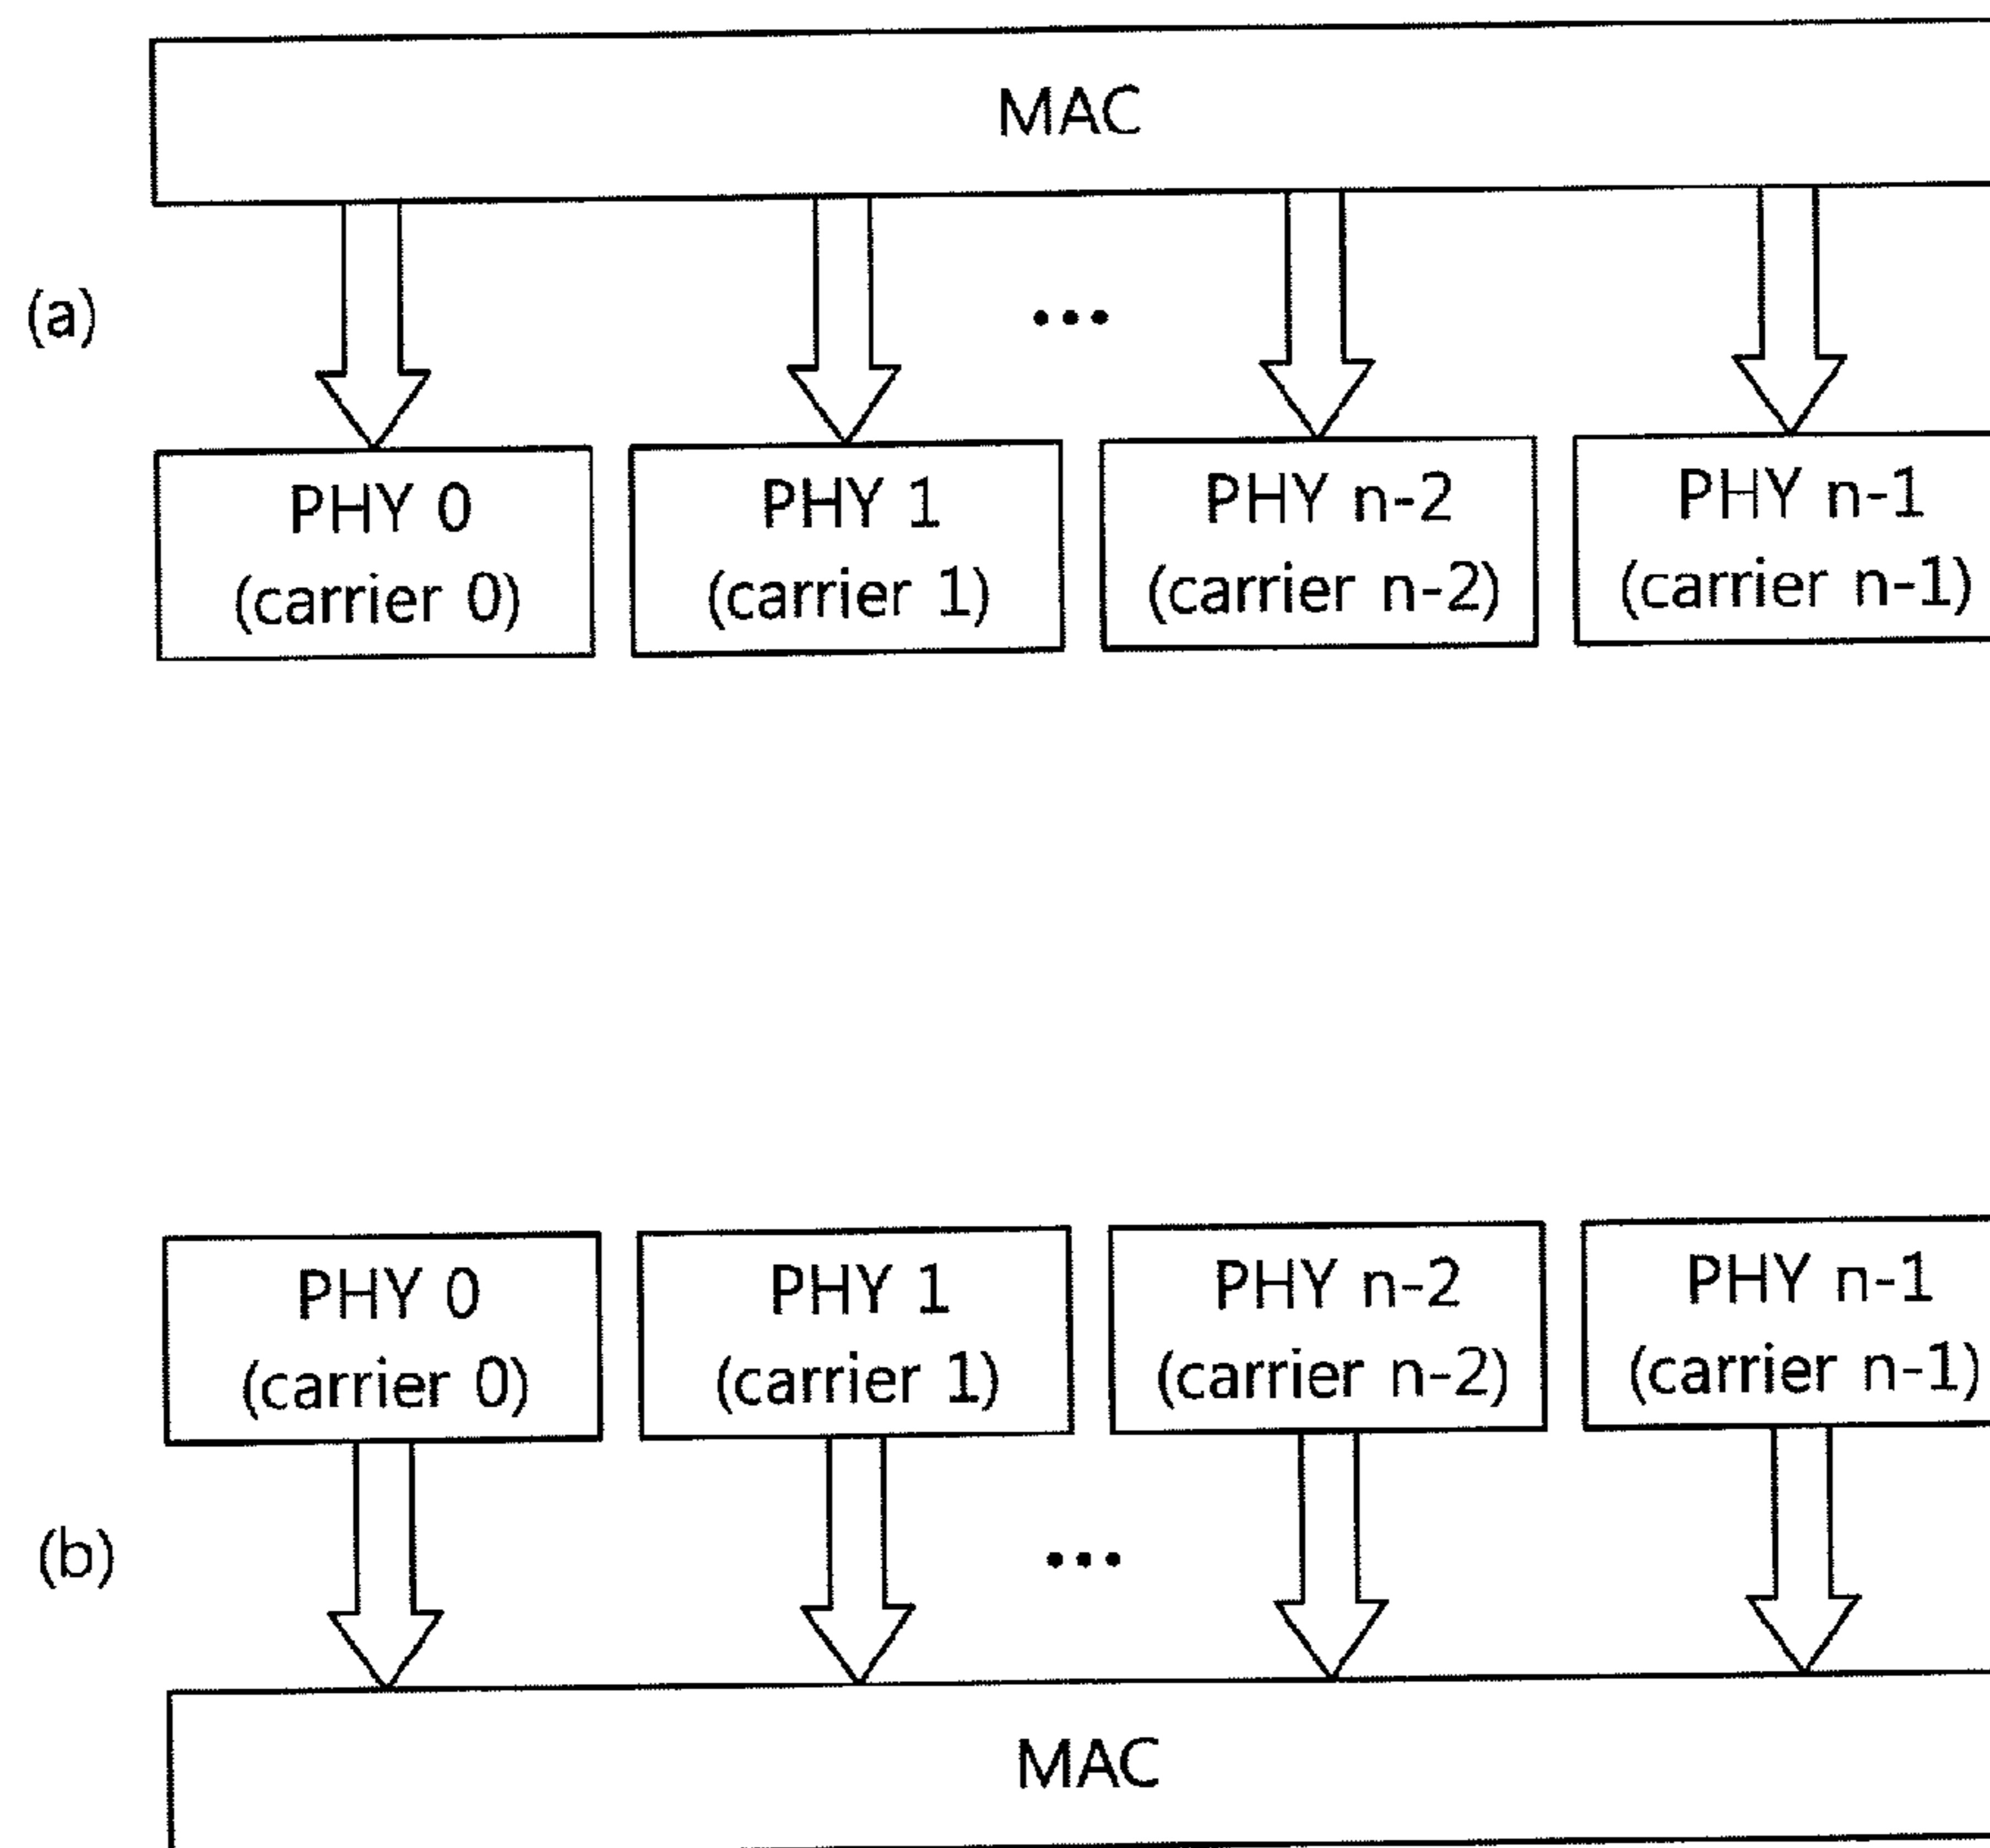 MAC
(a)
...
PHY 0
(carrier 0)
PHY 1
(carrier 1)
PHY n-2
(carrier n-2)
PHY n-1
(carrier n-1)
PHY 0
(carrier 0)
PHY 1
(carrier 1)
PHY n-2
(carrier n-2)
PHY n-1
(carrier n-1)
(b)
...
MAC